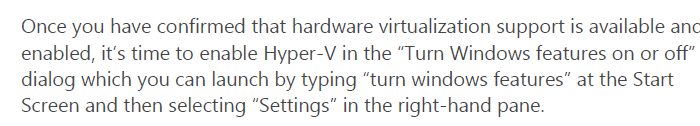 Once you have confirmed that hardware virtualization support is available and
enabled, it’s time to enable Hyper-V in the “Turn Windows features on or off”
dialog which you can launch by typing “turn windows features” at the Start
Screen and then selecting “Settings” in the right-hand pane.